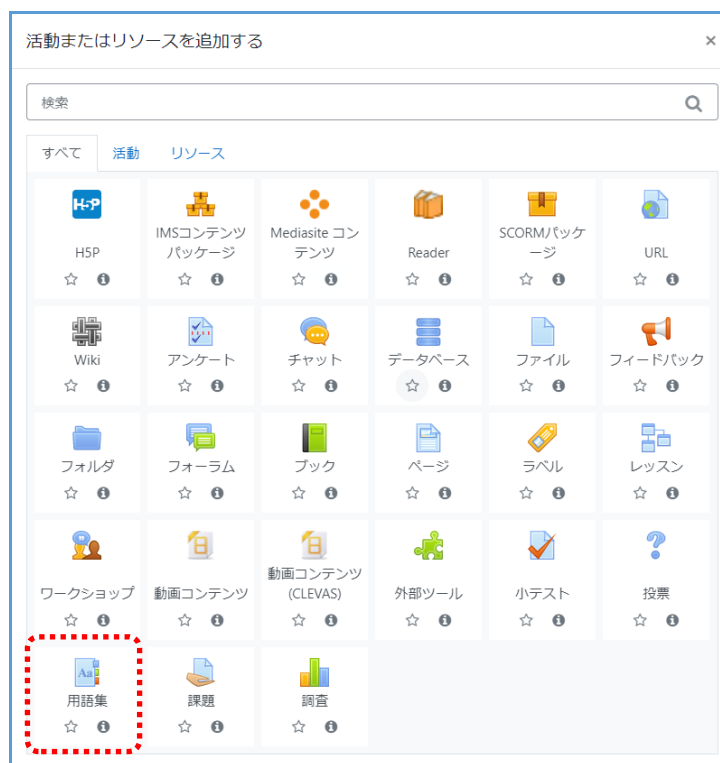 活動またはリソースを追加する ×
検索
すべて 活動 リソース
H5P
H5P
IMSコンテンツ
パッケージ
Mediasite コン
テンツ
Reader
SCORMパッケ
ージ
URL
Wiki
アンケート
チャット
データベース
ファイル
フィードバック
フォルダ
フォーラム
ブック
ページ
ラベル
レッスン
ワークショップ
動画コンテンツ
動画コンテンツ
(CLEVAS)
外部ツール
小テスト
投票
Aa
用語集
課題
調査